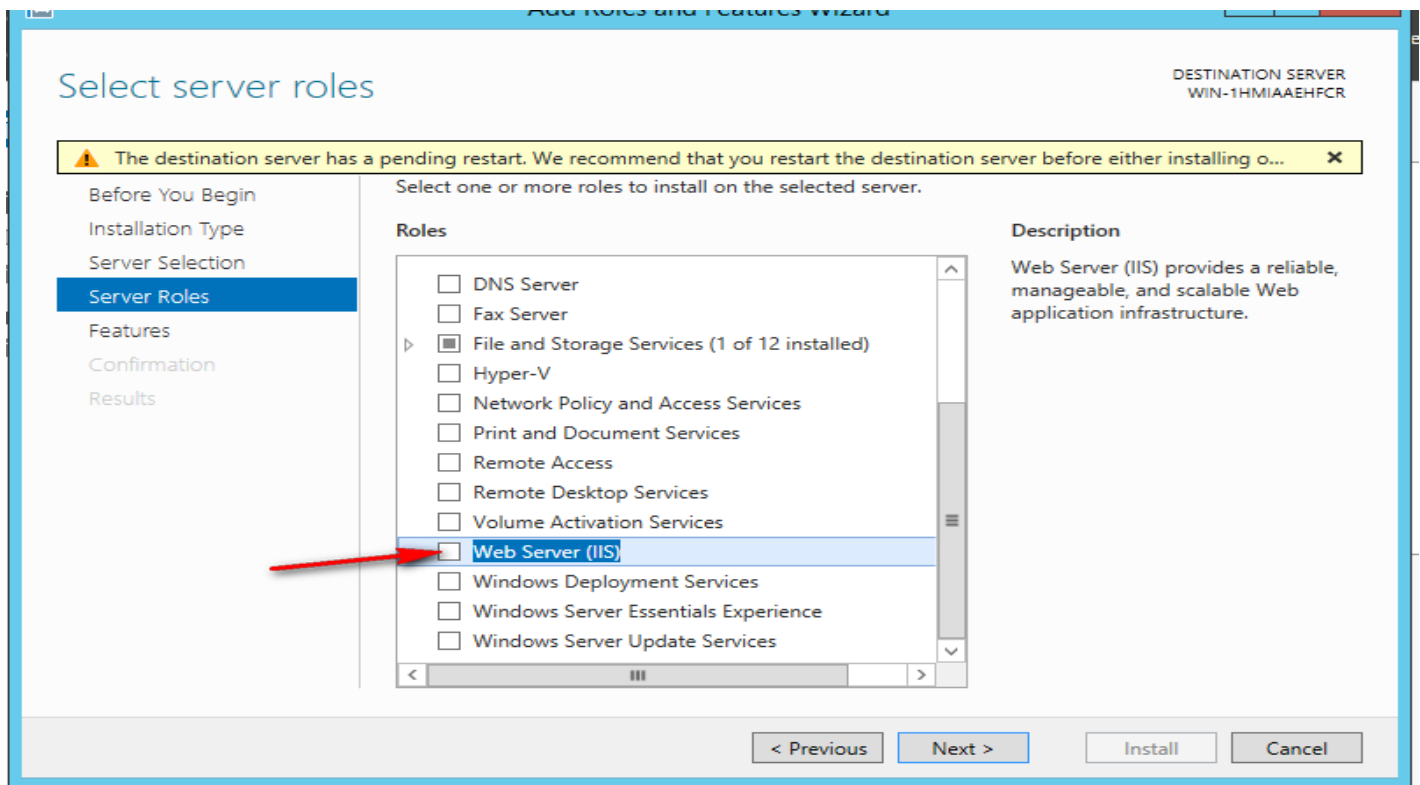 Add Roles and Features Wizard
Select server roles
DESTINATION SERVER
WIN-1HMIAAEHFCR
The destination server has a pending restart. We recommend that you restart the destination server before either installing o...
Before You Begin
Installation Type
Server Selection
Server Roles
Features
Confirmation
Results
Select one or more roles to install on the selected server.
Roles
DNS Server
Fax Server
File and Storage Services (1 of 12 installed)
Hyper-V
Network Policy and Access Services
Print and Document Services
Remote Access
Remote Desktop Services
Volume Activation Services
Web Server (IIS)
Windows Deployment Services
Windows Server Essentials Experience
Windows Server Update Services
Description
Web Server (IIS) provides a reliable,
manageable, and scalable Web
application infrastructure.
< Previous
Next >
Install
Cancel